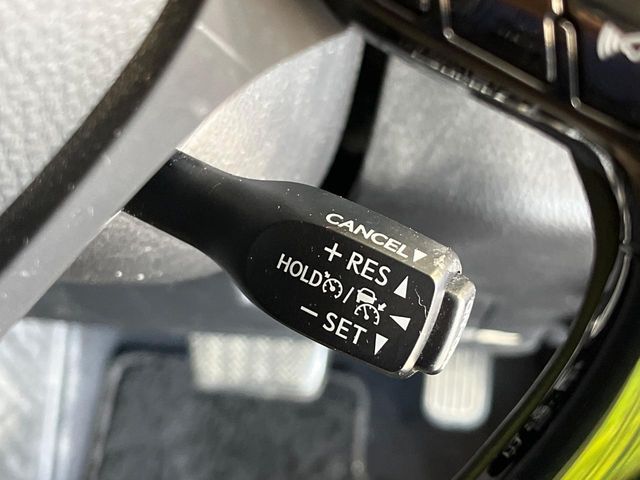 CANCEL▼
+ RES ▲
HOLD / ◀
− SET ▼